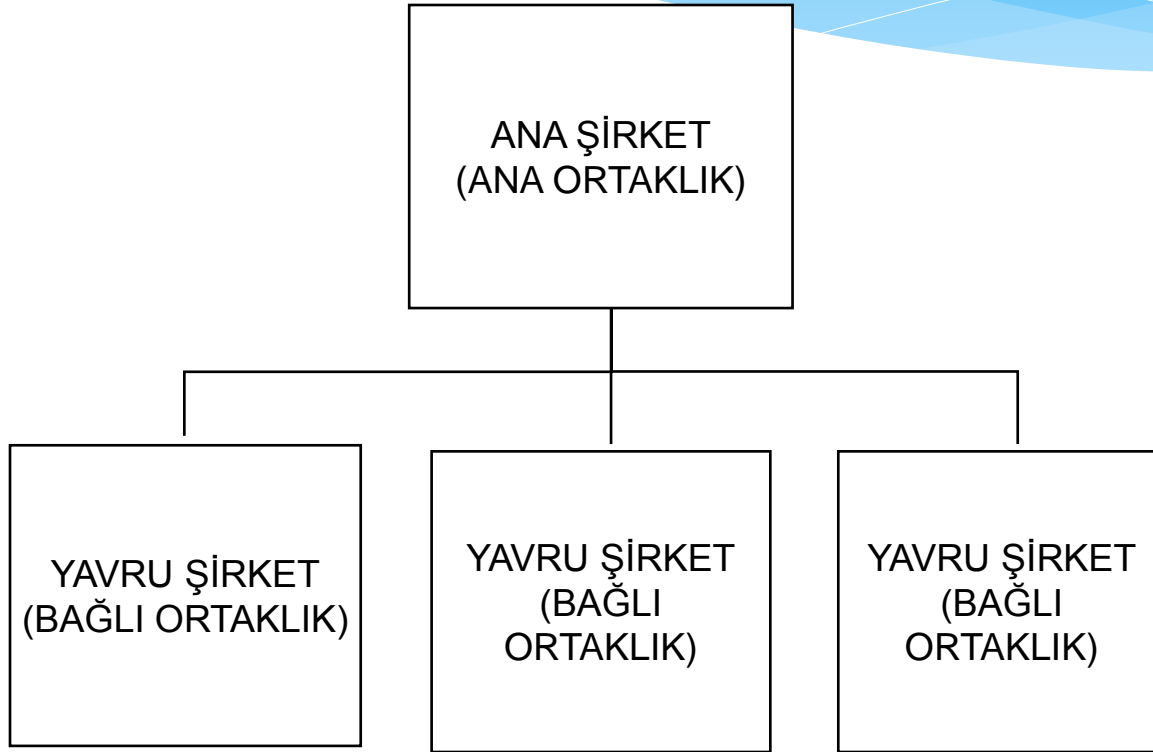 ANA ŞİRKET
(ANA ORTAKLIK)
YAVRU ŞİRKET
(BAĞLI ORTAKLIK)
YAVRU ŞİRKET
(BAĞLI
ORTAKLIK)
YAVRU ŞİRKET
(BAĞLI
ORTAKLIK)